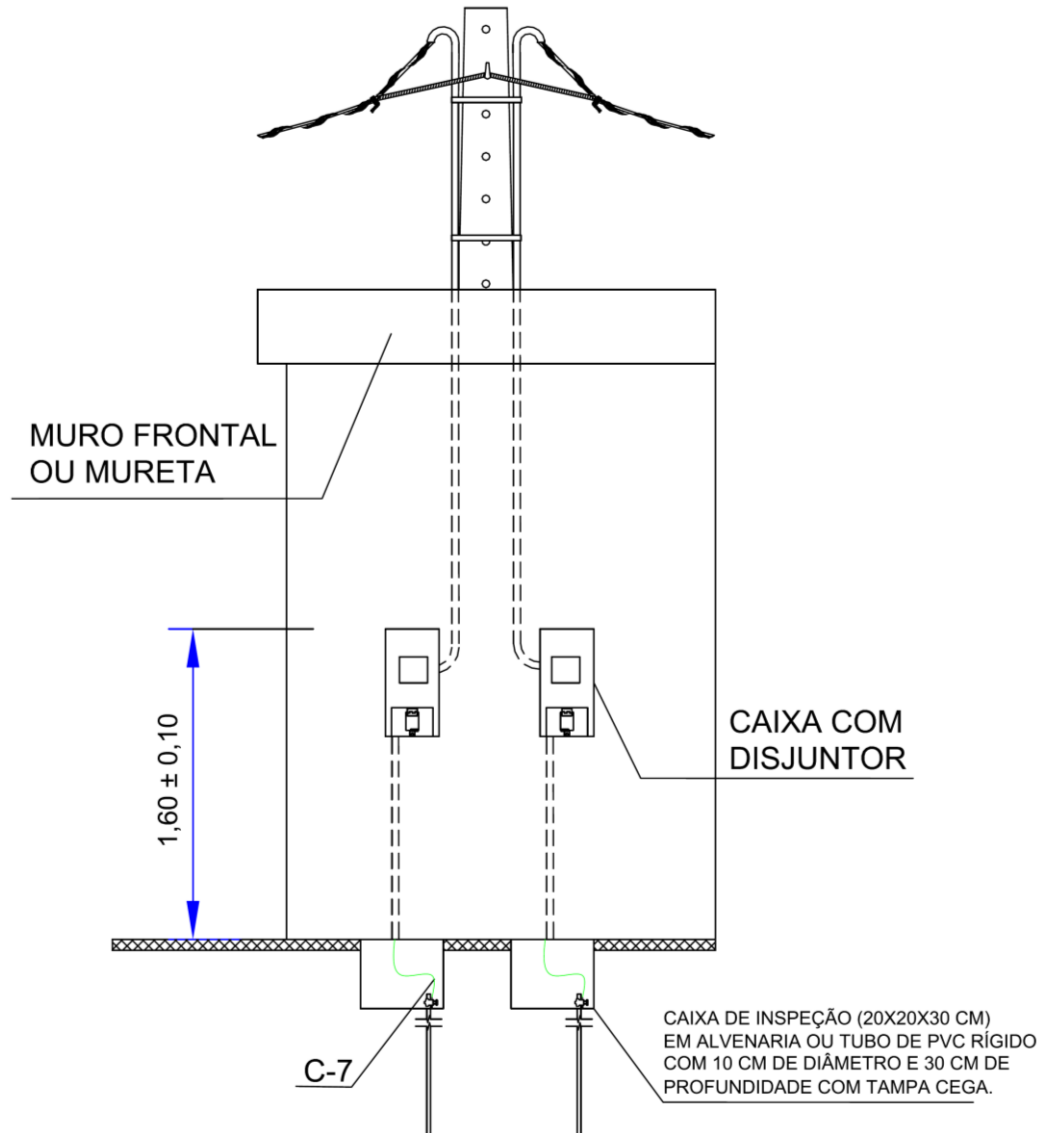 MURO FRONTAL
OU MURETA
1,60 ± 0,10
CAIXA COM
DISJUNTOR
C-7
CAIXA DE INSPEÇÃO (20X20X30 CM)
EM ALVENARIA OU TUBO DE PVC RÍGIDO
COM 10 CM DE DIÂMETRO E 30 CM DE
PROFUNDIDADE COM TAMPA CEGA.